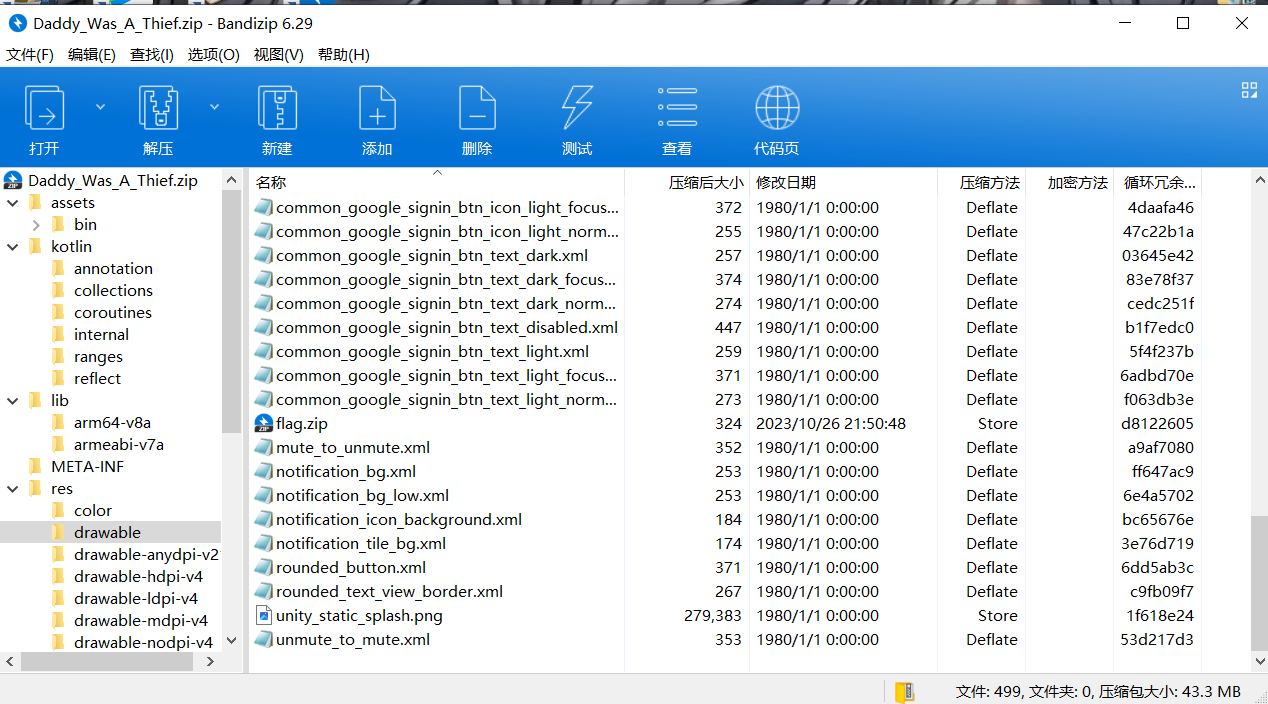 Daddy_Was_A_Thief.zip - Bandizip 6.29
文件(F) 编辑(E) 查找(I) 选项(O) 视图(V) 帮助(H)
打开 解压 新建 添加 删除 测试 查看 代码页
Daddy_Was_A_Thief.zip
assets
bin
kotlin
annotation
collections
coroutines
internal
ranges
reflect
lib
arm64-v8a
armeabi-v7a
META-INF
res
color
drawable
drawable-anydpi-v2
drawable-hdpi-v4
drawable-ldpi-v4
drawable-mdpi-v4
drawable-nodpi-v4
名称 压缩后大小 修改日期 压缩方法 加密方法 循环冗余...
common_google_signin_btn_icon_light_focus... 372 1980/1/1 0:00:00 Deflate 4daafa46
common_google_signin_btn_icon_light_norm... 255 1980/1/1 0:00:00 Deflate 47c22b1a
common_google_signin_btn_text_dark.xml 257 1980/1/1 0:00:00 Deflate 03645e42
common_google_signin_btn_text_dark_focus... 374 1980/1/1 0:00:00 Deflate 83e78f37
common_google_signin_btn_text_dark_norm... 274 1980/1/1 0:00:00 Deflate cedc251f
common_google_signin_btn_text_disabled.xml 447 1980/1/1 0:00:00 Deflate b1f7edc0
common_google_signin_btn_text_light.xml 259 1980/1/1 0:00:00 Deflate 5f4f237b
common_google_signin_btn_text_light_focus... 371 1980/1/1 0:00:00 Deflate 6adbd70e
common_google_signin_btn_text_light_norm... 273 1980/1/1 0:00:00 Deflate f063db3e
flag.zip 324 2023/10/26 21:50:48 Store d8122605
mute_to_unmute.xml 352 1980/1/1 0:00:00 Deflate a9af7080
notification_bg.xml 253 1980/1/1 0:00:00 Deflate ff647ac9
notification_bg_low.xml 253 1980/1/1 0:00:00 Deflate 6e4a5702
notification_icon_background.xml 184 1980/1/1 0:00:00 Deflate bc65676e
notification_tile_bg.xml 174 1980/1/1 0:00:00 Deflate 3e76d719
rounded_button.xml 371 1980/1/1 0:00:00 Deflate 6dd5ab3c
rounded_text_view_border.xml 267 1980/1/1 0:00:00 Deflate c9fb09f7
unity_static_splash.png 279,383 1980/1/1 0:00:00 Store 1f618e24
unmute_to_mute.xml 353 1980/1/1 0:00:00 Deflate 53d217d3
文件: 499, 文件夹: 0, 压缩包大小: 43.3 MB